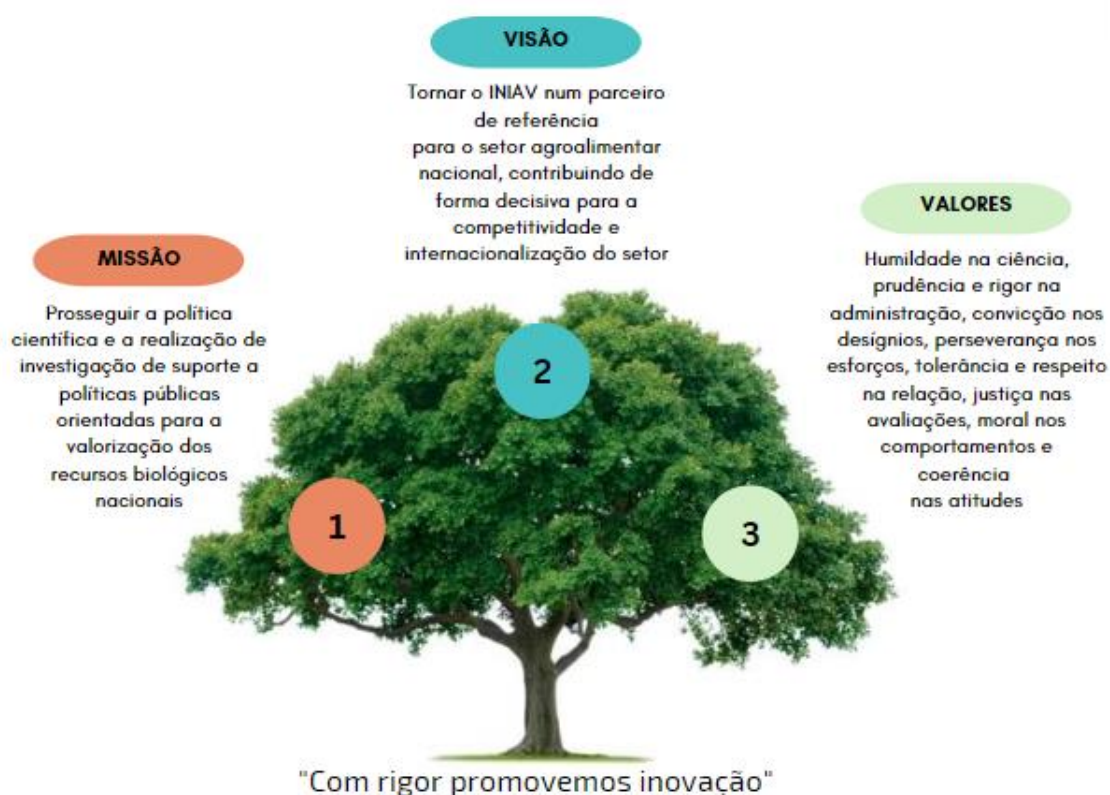 VISÃO
Tornar o INIAV num parceiro
de referência
para o setor agroalimentar
nacional, contribuindo de
forma decisiva para a
competitividade e
internacionalização do setor
VALORES
Humildade na ciência,
prudência e rigor na
administração, convicção nos
desígnios, perseverança nos
esforços, tolerância e respeito
na relação, justiça nas
avaliações, moral nos
comportamentos e
coerência
nas atitudes
MISSÃO
Prosseguir a política
científica e a realização de
investigação de suporte a
políticas públicas
orientadas para a
valorização dos
recursos biológicos
nacionais
2
1
3
"Com rigor promovemos inovação"